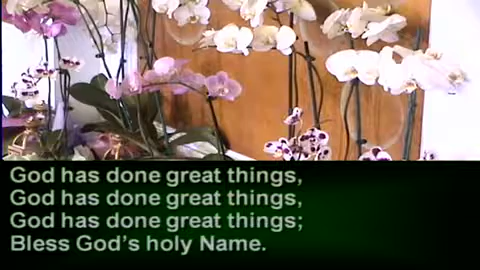 God has done great things,
God has done great things,
God has done great things;
Bless God's holy Name.